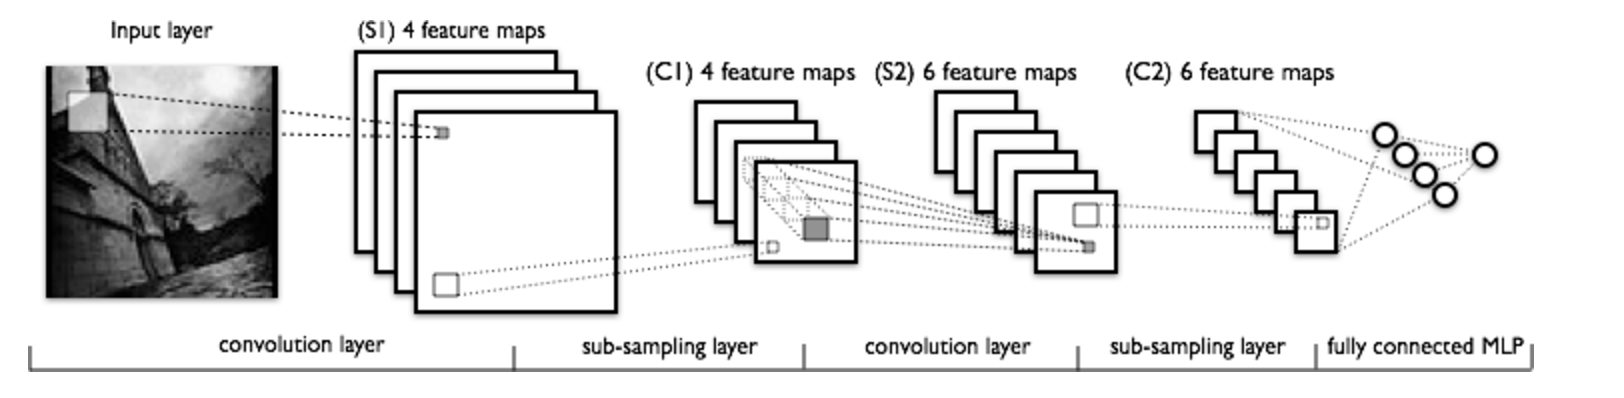 Input layer
(S1) 4 feature maps
(C1) 4 feature maps
(S2) 6 feature maps
(C2) 6 feature maps
convolution layer
sub-sampling layer
convolution layer
sub-sampling layer
fully connected MLP